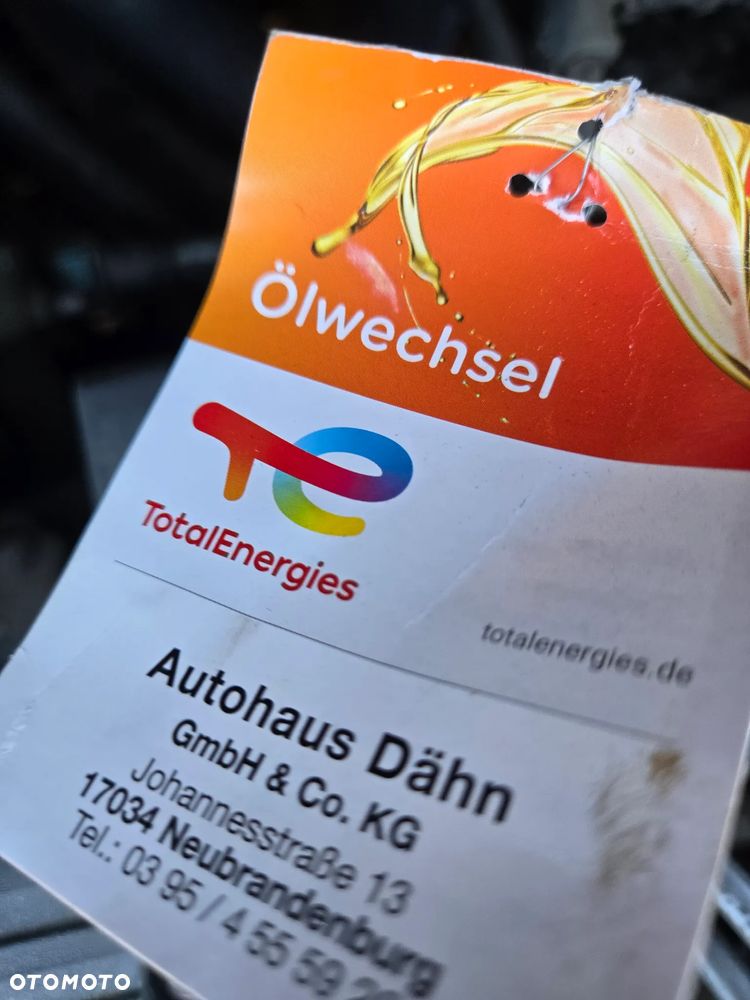 Ölwechsel
TotalEnergies
totalenergies.de
Autohaus Dähn
GmbH & Co. KG
Johannesstraße 13
17034 Neubrandenburg
Tel.: 03 95 / 4 55 59
OTOMOTO